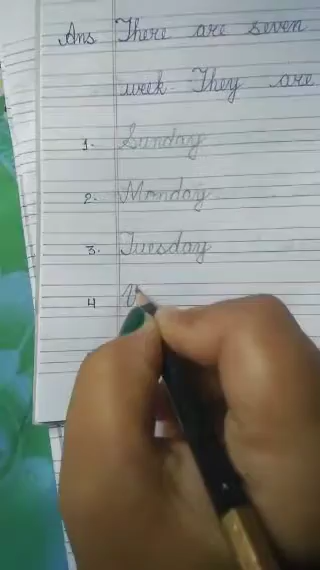 Ans There are seven
week. They are
1. Sunday
2. Monday
3. Tuesday
4